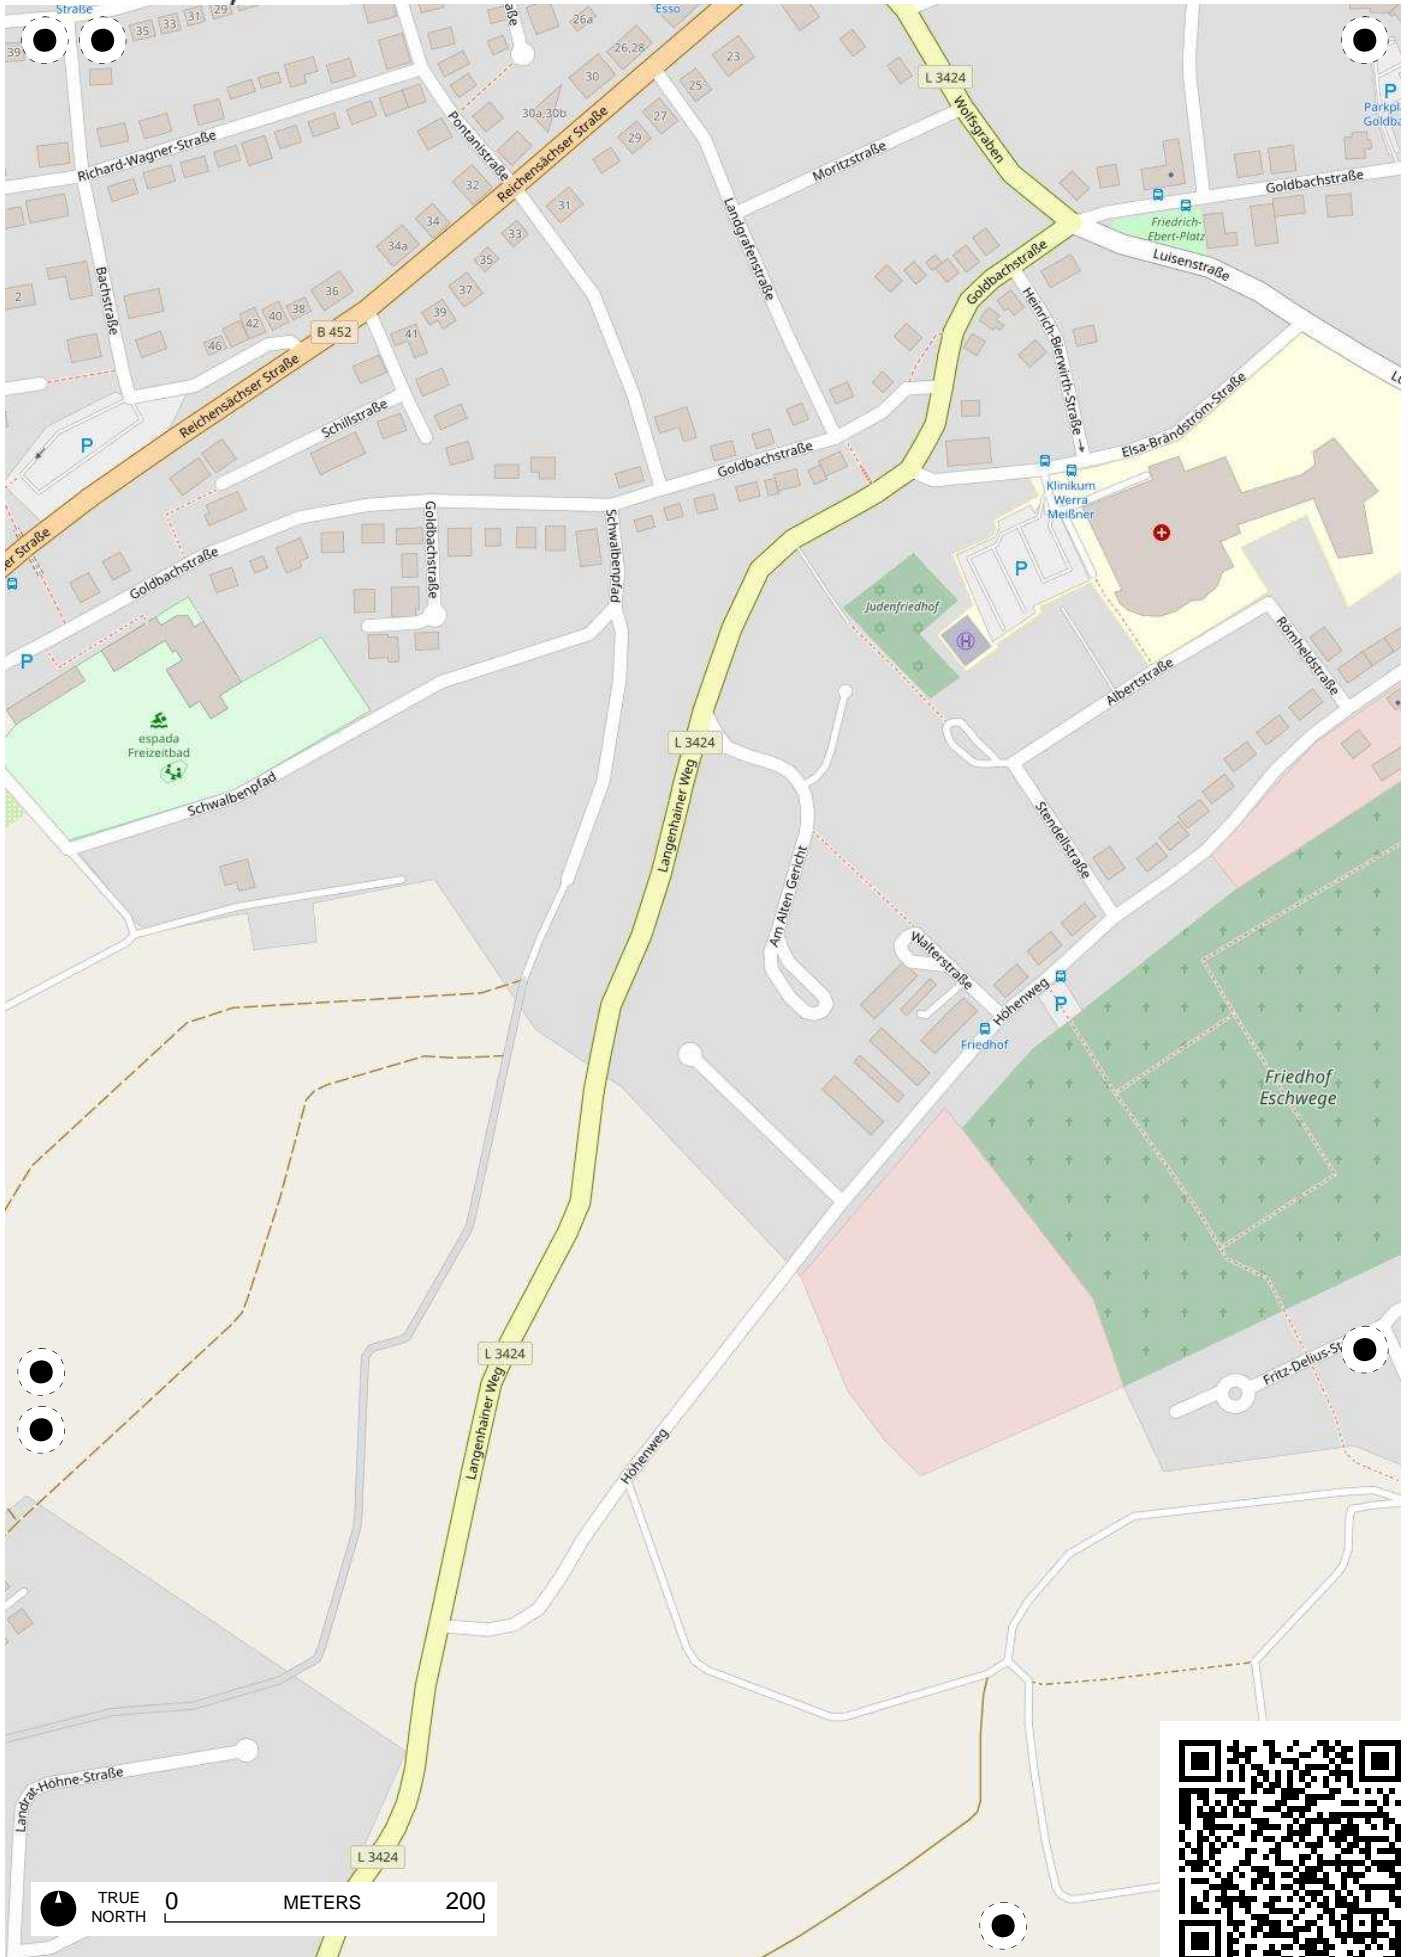 Straße
35
33
31
29
39
26a
Esso
26,28
23
30
25
L 3424
P
Parkpl
Goldba
30a,30b
27
29
Wolfsgraben
Pontanistraße
Reichensächser Straße
Richard-Wagner-Straße
Moritzstraße
32
Goldbachstraße
31
34
33
Friedrich-
Ebert-Platz
34a
Landgrafenstraße
35
Luisenstraße
Goldbachstraße
2
Bachstraße
36
37
Heinrich-Bierwirth-Straße
38
40
39
42
B 452
41
46
Reichensächser Straße
Schillstraße
Elsa-Brändström-Straße
P
Goldbachstraße
Klinikum
Werra
Meißner
er Straße
Goldbachstraße
Goldbachstraße
Schwalbenpfad
P
Judenfriedhof
H
Römheldstraße
P
Albertstraße
espada
Freizeitbad
L 3424
Schwalbenpfad
Langenhainer Weg
Stendellstraße
Am Alten Gericht
Walterstraße
P
Höhenweg
Friedhof
Friedhof
Eschwege
L 3424
Fritz-Delius-St
Langenhainer Weg
Höhenweg
Landrat-Höhne-Straße
L 3424
TRUE
NORTH
0 METERS 200